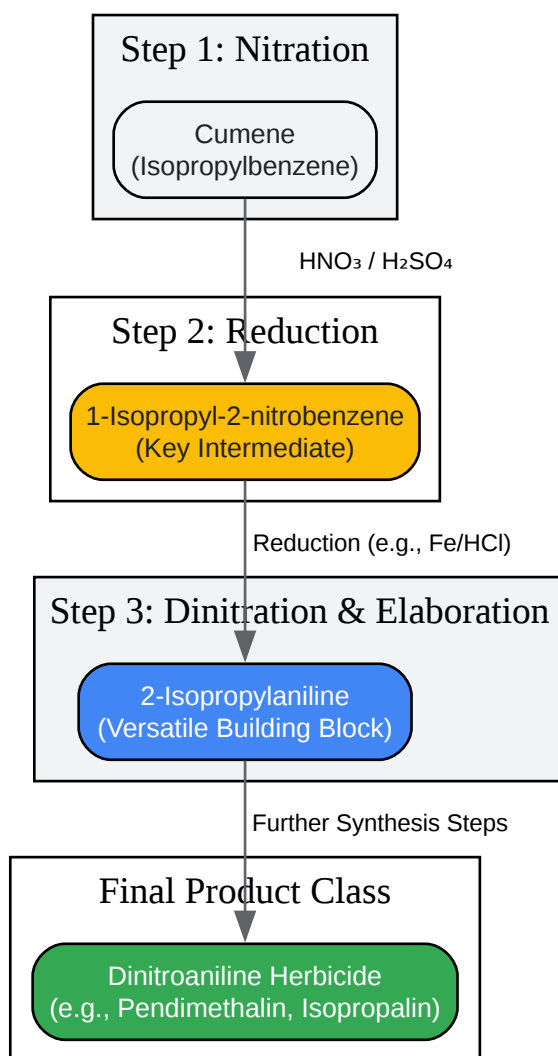 Step 1: Nitration
Cumene
(Isopropylbenzene)
HNO₃ / H₂SO₄
Step 2: Reduction
1-Isopropyl-2-nitrobenzene
(Key Intermediate)
Reduction (e.g., Fe/HCl)
Step 3: Dinitration & Elaboration
2-Isopropylaniline
(Versatile Building Block)
Further Synthesis Steps
Final Product Class
Dinitroaniline Herbicide
(e.g., Pendimethalin, Isopropalin)